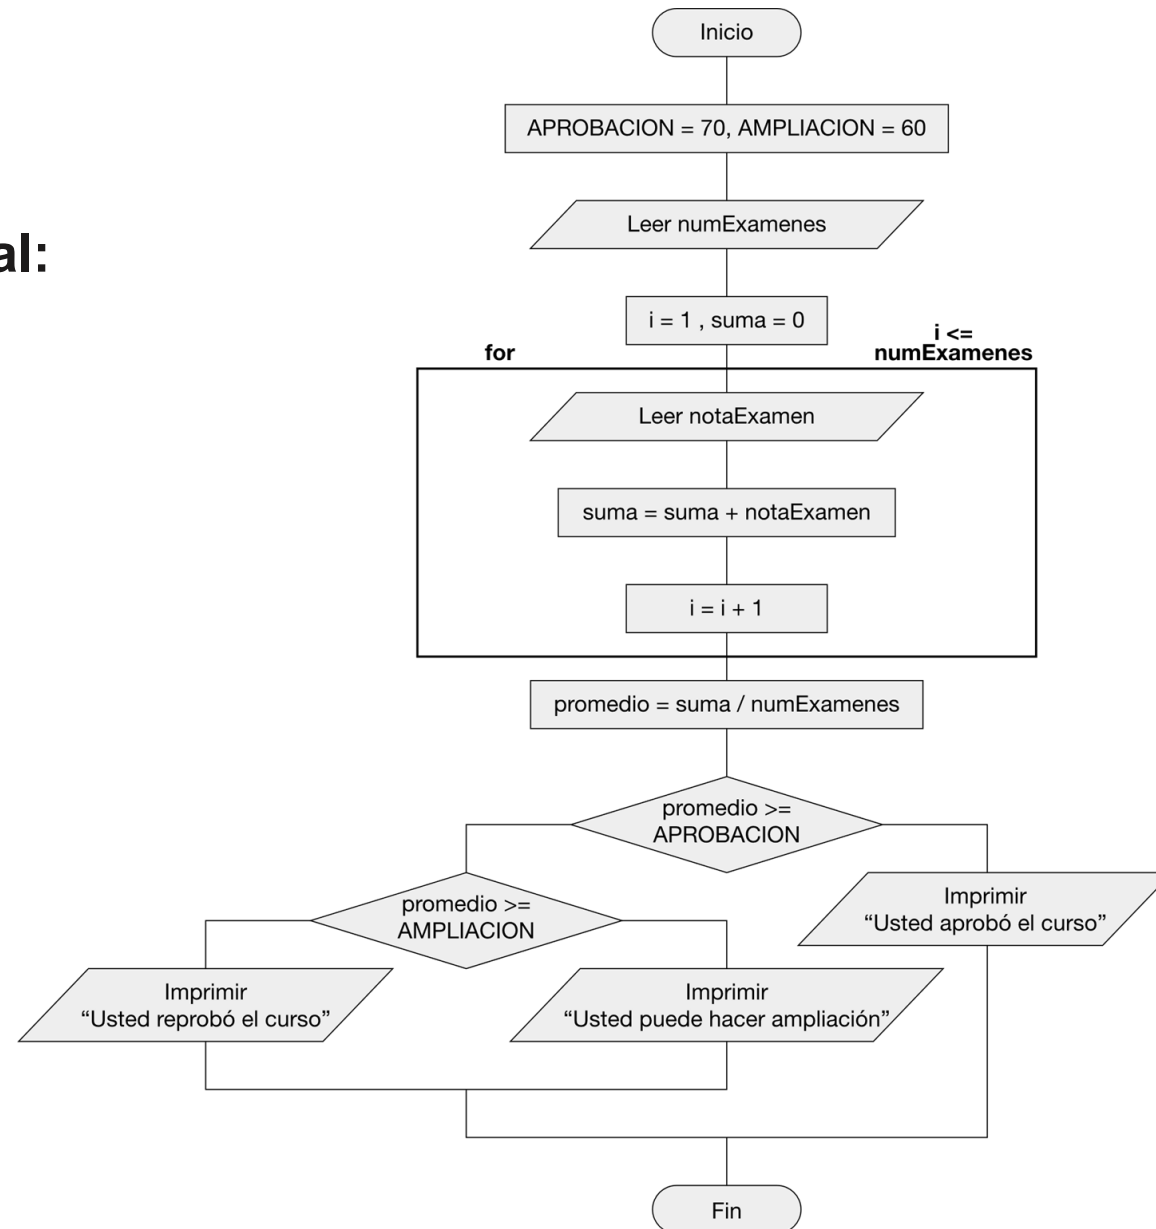 Inicio
APROBACION = 70, AMPLIACION = 60
Leer numExamenes
al:
i = 1 , suma = 0
for
i <=
numExamenes
Leer notaExamen
suma = suma + notaExamen
i = i + 1
promedio = suma / numExamenes
promedio >=
APROBACION
promedio >=
AMPLIACION
Imprimir
“Usted aprobó el curso”
Imprimir
“Usted reprobó el curso”
Imprimir
“Usted puede hacer ampliación”
Fin